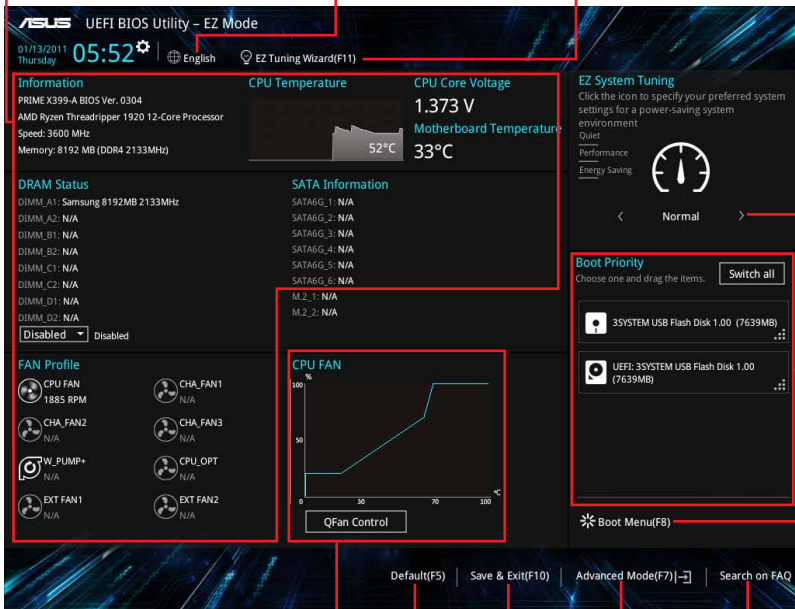 ASUS UEFI BIOS Utility – EZ Mode
01/13/2011
Thursday
05:52
English
EZ Tuning Wizard(F11)
Information
PRIME X399-A BIOS Ver. 0304
AMD Ryzen Threadripper 1920 12-Core Processor
Speed: 3600 MHz
Memory: 8192 MB (DDR4 2133MHz)
CPU Temperature
52°C
CPU Core Voltage
1.373 V
Motherboard Temperature
33°C
EZ System Tuning
Click the icon to specify your preferred system
settings for a power-saving system
environment
Quiet
Performance
Energy Saving
Normal
DRAM Status
DIMM_A1: Samsung 8192MB 2133MHz
DIMM_A2: N/A
DIMM_B1: N/A
DIMM_B2: N/A
DIMM_C1: N/A
DIMM_C2: N/A
DIMM_D1: N/A
DIMM_D2: N/A
Disabled Disabled
SATA Information
SATA6G_1: N/A
SATA6G_2: N/A
SATA6G_3: N/A
SATA6G_4: N/A
SATA6G_5: N/A
SATA6G_6: N/A
M.2_1: N/A
M.2_2: N/A
Boot Priority
Choose one and drag the items.
Switch all
3SYSTEM USB Flash Disk 1.00 (7639MB)
UEFI: 3SYSTEM USB Flash Disk 1.00
(7639MB)
FAN Profile
CPU FAN
1885 RPM
CHA_FAN1
N/A
CHA_FAN2
N/A
CHA_FAN3
N/A
W_PUMP+
N/A
CPU_OPT
N/A
EXT FAN1
N/A
EXT FAN2
N/A
CPU FAN
%
100
50
0 30 70 100
°C
QFan Control
Boot Menu(F8)
Default(F5)
Save & Exit(F10)
Advanced Mode(F7)
Search on FAQ